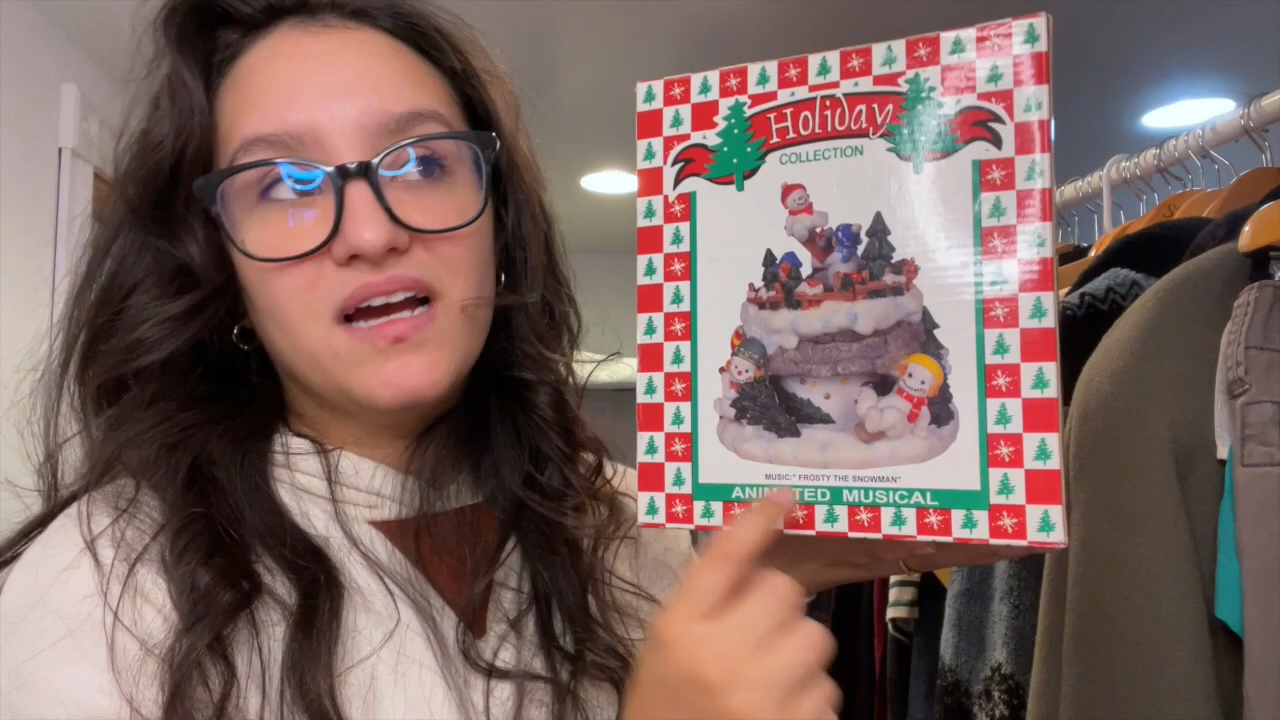 Holiday
COLLECTION
MUSIC:" FROSTY THE SNOWMAN"
ANIMATED MUSICAL